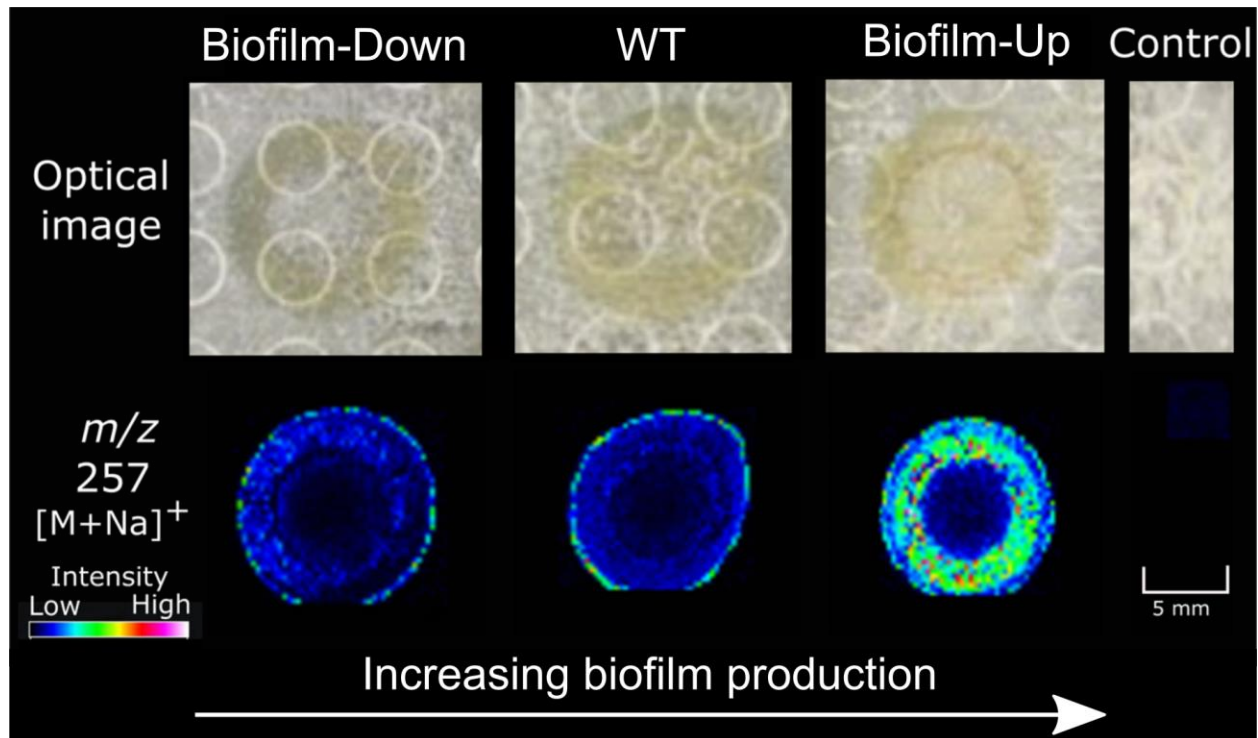 Biofilm-Down WT Biofilm-Up Control
Optical
image
m/z
257
[M+Na]+
Intensity
Low High
5 mm
Increasing biofilm production